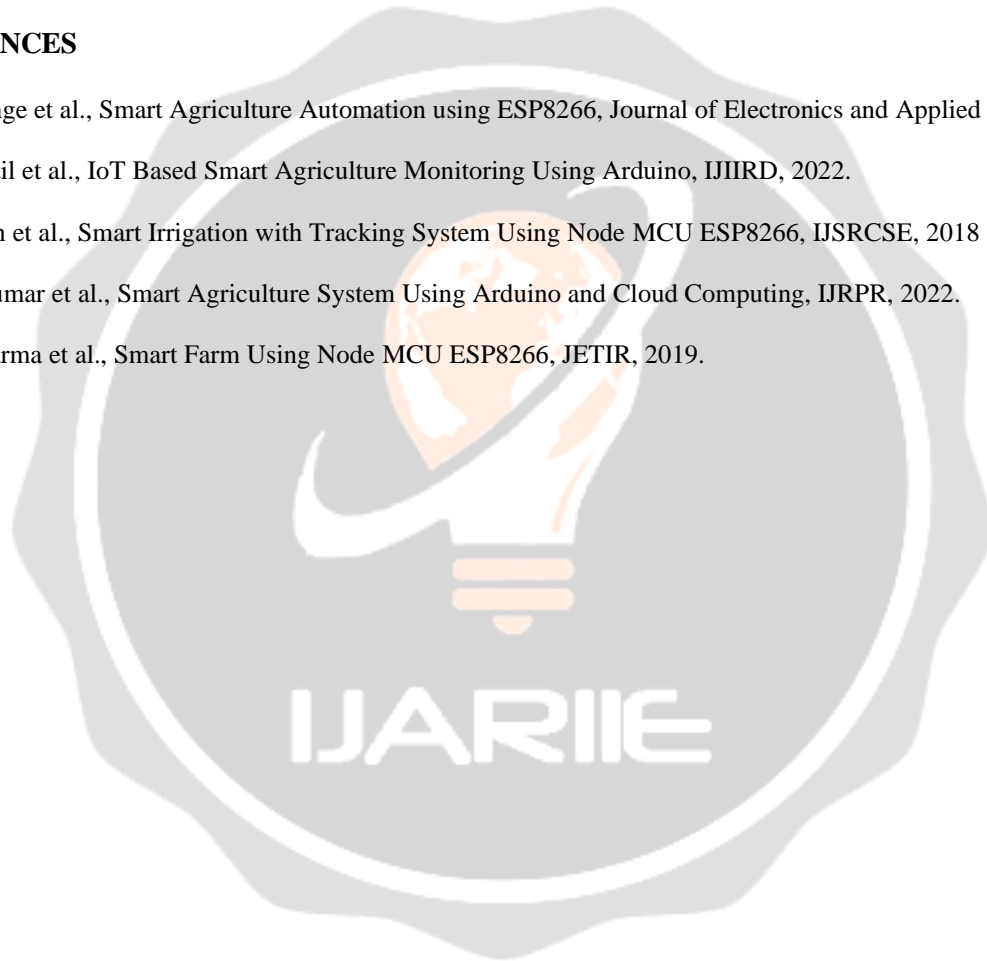 NCES
nge et al., Smart Agriculture Automation using ESP8266, Journal of Electronics and Applied
til et al., IoT Based Smart Agriculture Monitoring Using Arduino, IJIIRD, 2022.
n et al., Smart Irrigation with Tracking System Using Node MCU ESP8266, IJSRCSE, 2018
umar et al., Smart Agriculture System Using Arduino and Cloud Computing, IJRPR, 2022.
arma et al., Smart Farm Using Node MCU ESP8266, JETIR, 2019.
IJARIIE